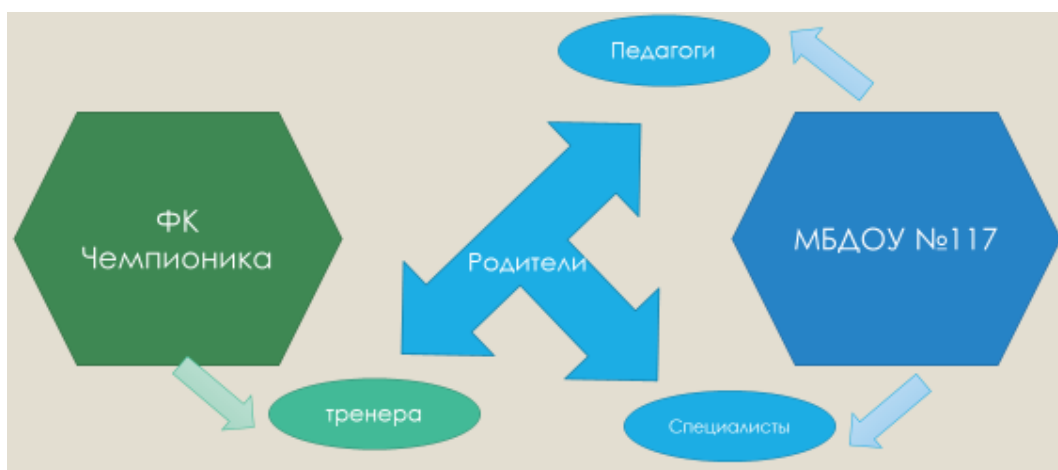 Педагоги
ФК
Чемпионика
Родители
МБДОУ №117
тренера
Специалисты